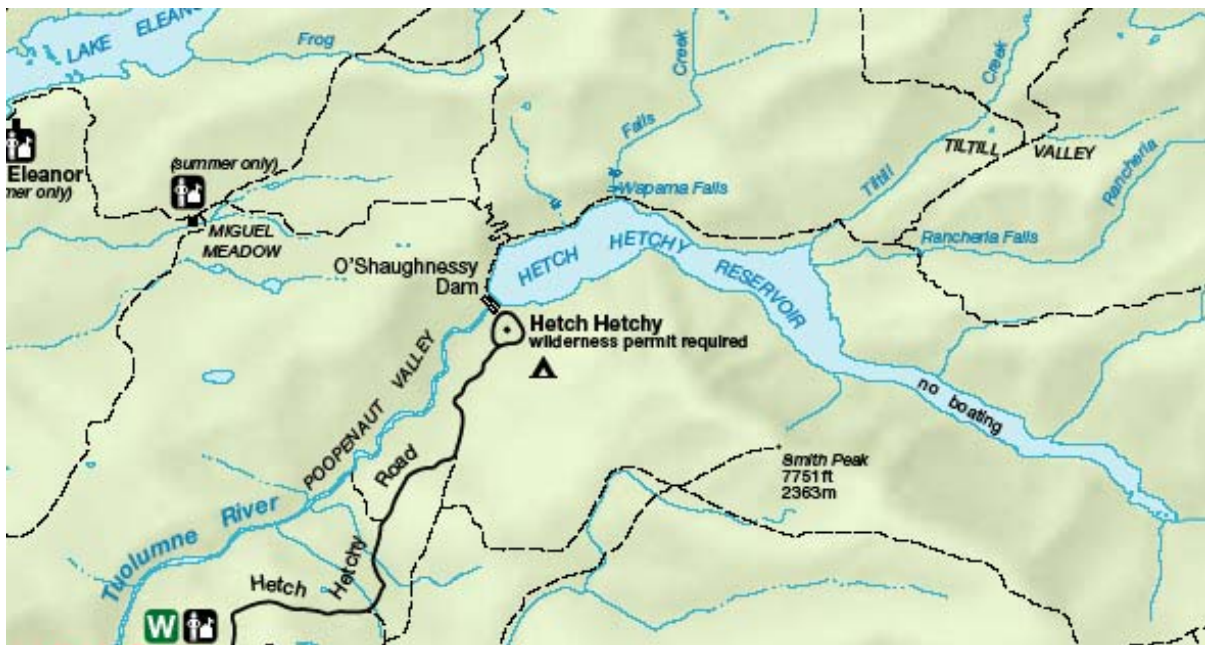 LAKE ELEANO
Frog
Creek
Falls
Creek
(summer only)
Eleanor
mer only)
TILTILL VALLEY
Tiltill
Rancheria
Wapama Falls
MIGUEL
MEADOW
Rancheria Falls
O'Shaughnessy
Dam
HETCH HETCHY RESERVOIR
Hetch Hetchy
wilderness permit required
POOPENAUT VALLEY
no boating
Road
Smith Peak
7751ft
2363m
Tuolumne River
Hetchy
Hetch
W